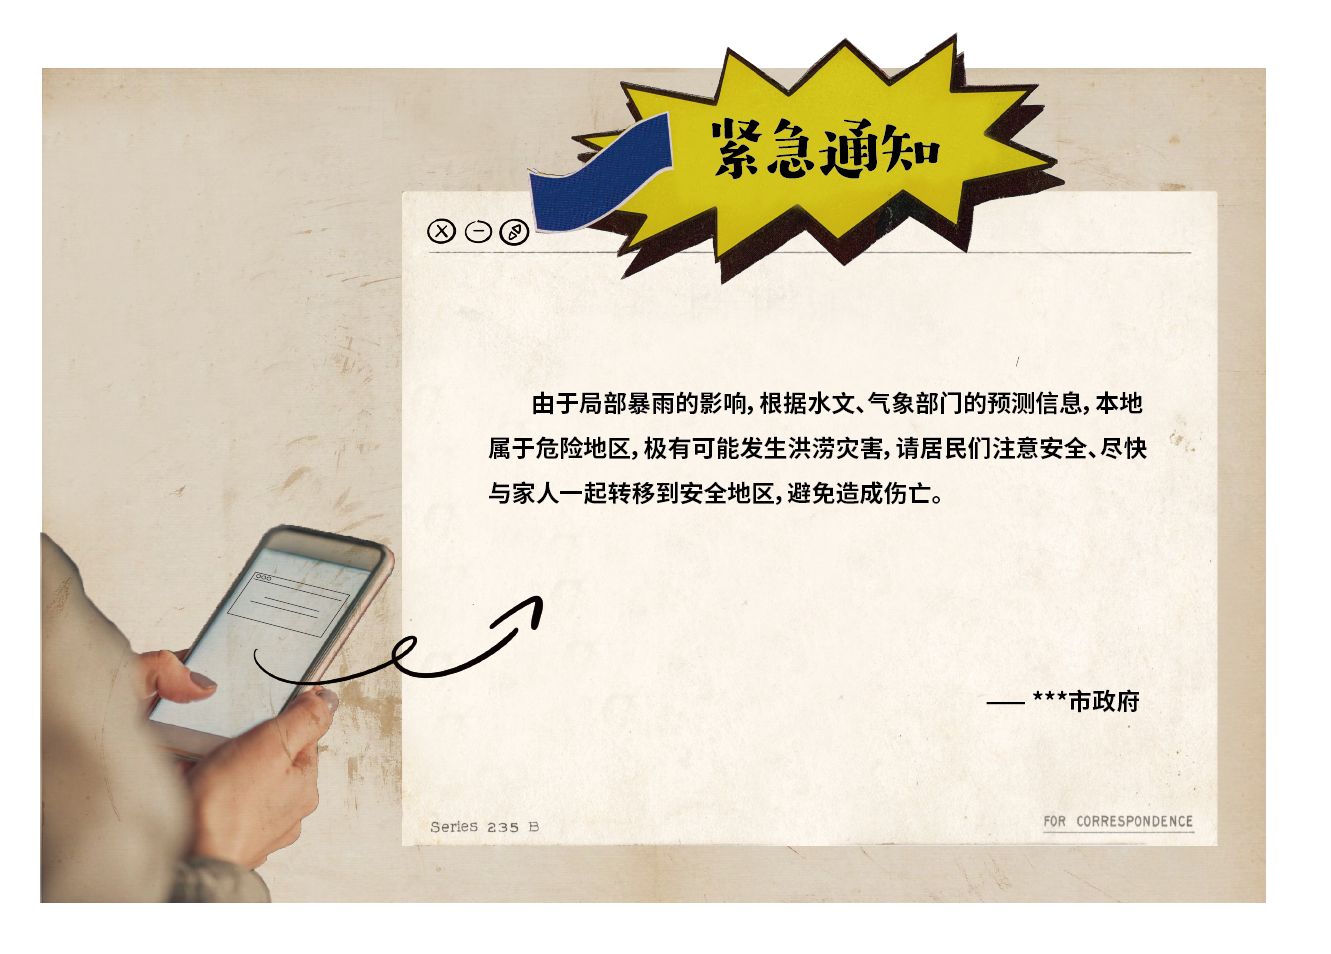 紧急通知
由于局部暴雨的影响，根据水文、气象部门的预测信息，本地
属于危险地区，极有可能发生洪涝灾害，请居民们注意安全、尽快
与家人一起转移到安全地区，避免造成伤亡。
—— ***市政府
Series 235 B
FOR CORRESPONDENCE